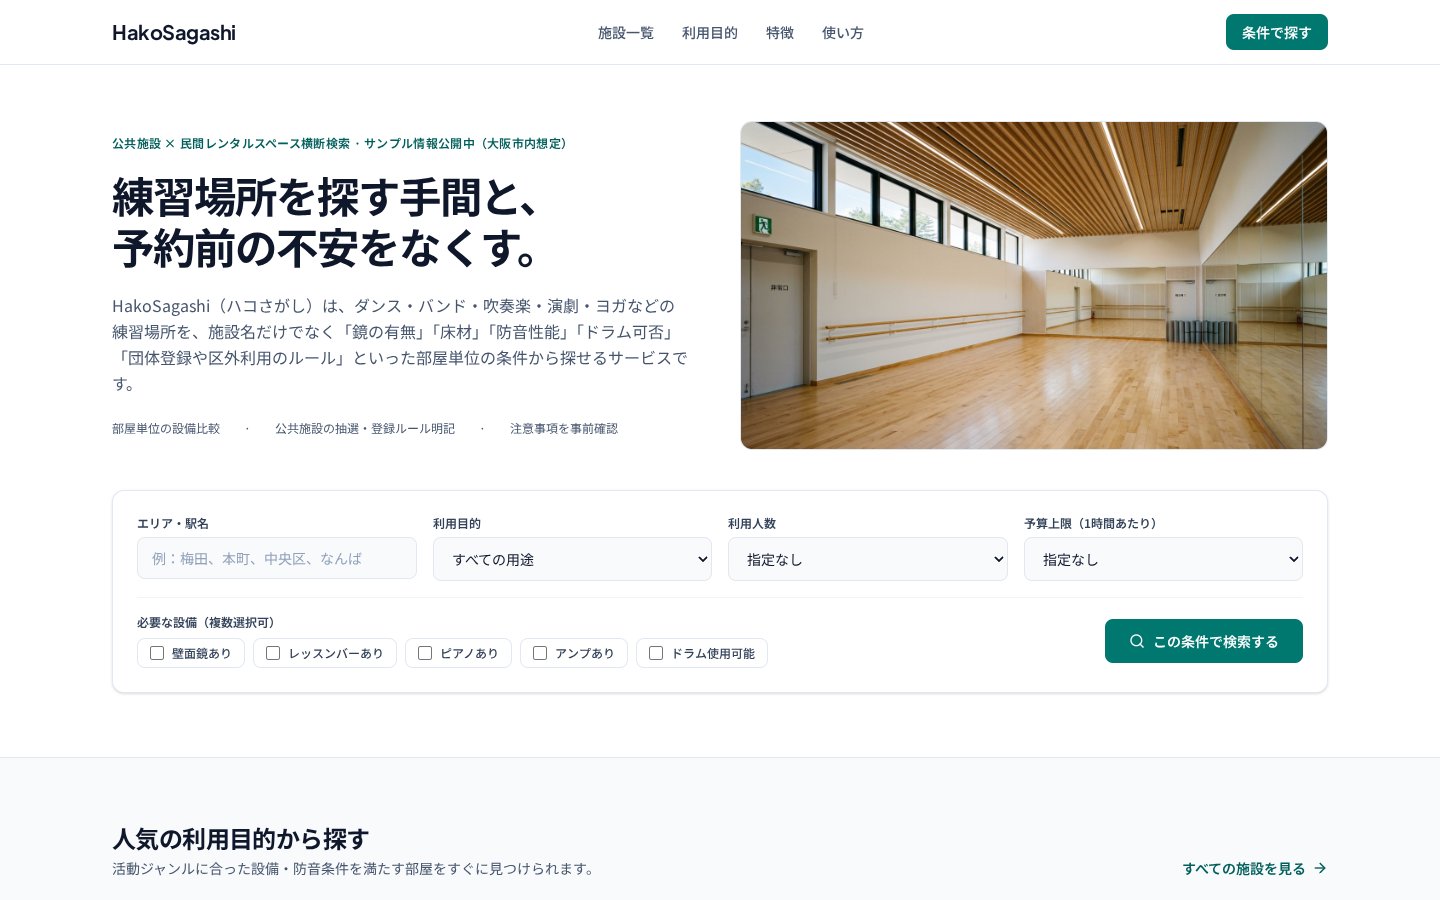 HakoSagashi
施設一覧
利用目的
特徴
使い方
条件で探す
公共施設 × 民間レンタルスペース横断検索・サンプル情報公開中（大阪市内想定）
練習場所を探す手間と、
予約前の不安をなくす。
HakoSagashi（ハコさがし）は、ダンス・バンド・吹奏楽・演劇・ヨガなどの
練習場所を、施設名だけでなく「鏡の有無」「床材」「防音性能」「ドラム可否」
「団体登録や区外利用のルール」といった部屋単位の条件から探せるサービスで
す。
部屋単位の設備比較 · 公共施設の抽選・登録ルール明記 · 注意事項を事前確認
エリア・駅名
利用目的
利用人数
予算上限（1時間あたり）
例：梅田、本町、中央区、なんば
すべての用途
指定なし
指定なし
必要な設備（複数選択可）
壁面鏡あり
レッスンバーあり
ピアノあり
アンプあり
ドラム使用可能
この条件で検索する
人気の利用目的から探す
活動ジャンルに合った設備・防音条件を満たす部屋をすぐに見つけられます。
すべての施設を見る →